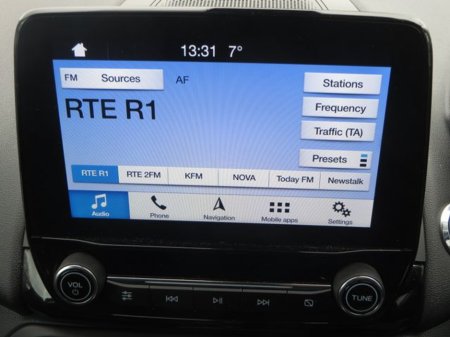 13:31 7°
FM Sources AF Stations
RTE R1
Frequency
Traffic (TA)
Presets
RTE R1 RTE 2FM KFM NOVA Today FM Newstalk
Audio Phone Navigation Mobile apps Settings
VOL TUNE